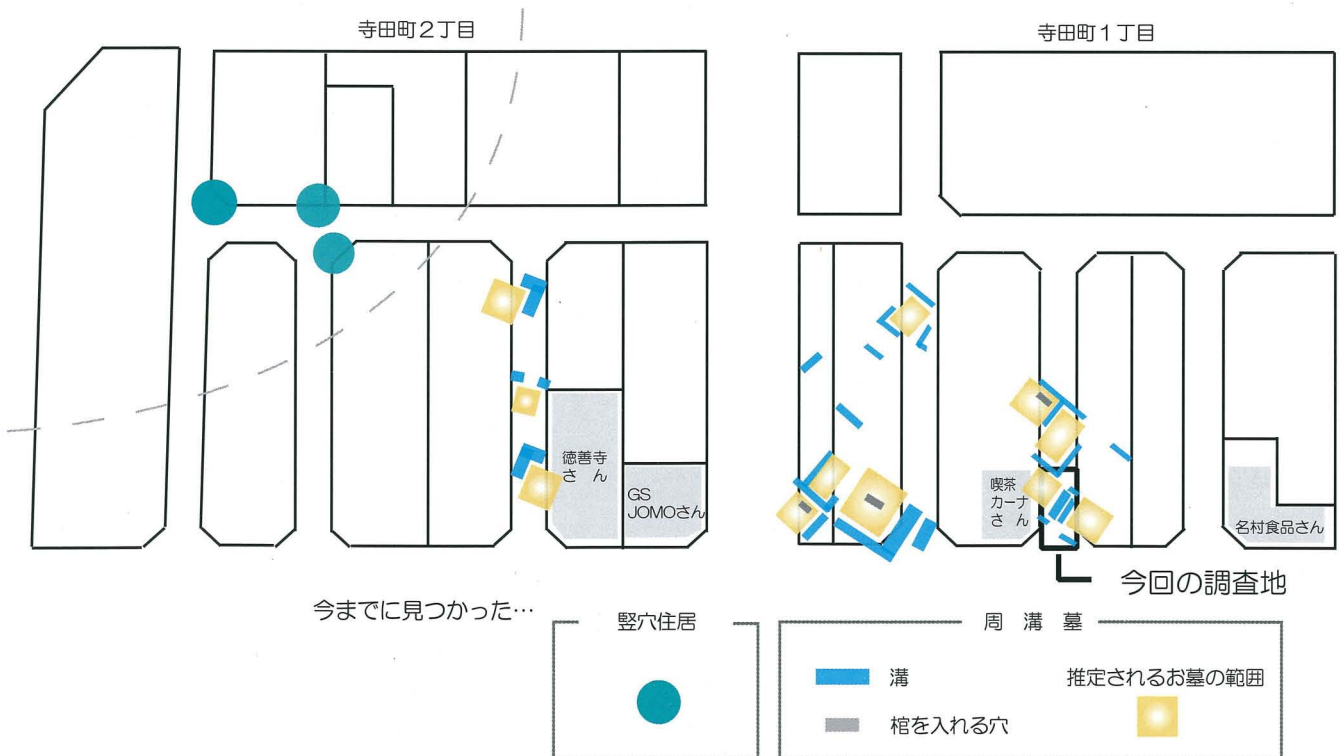 寺田町2丁目
寺田町1丁目
徳善寺
さん
GS
JOMOさん
喫茶
カーナ
さん
名村食品さん
今回の調査地
今までに見つかった…
竪穴住居
周溝墓
溝
推定されるお墓の範囲
棺を入れる穴